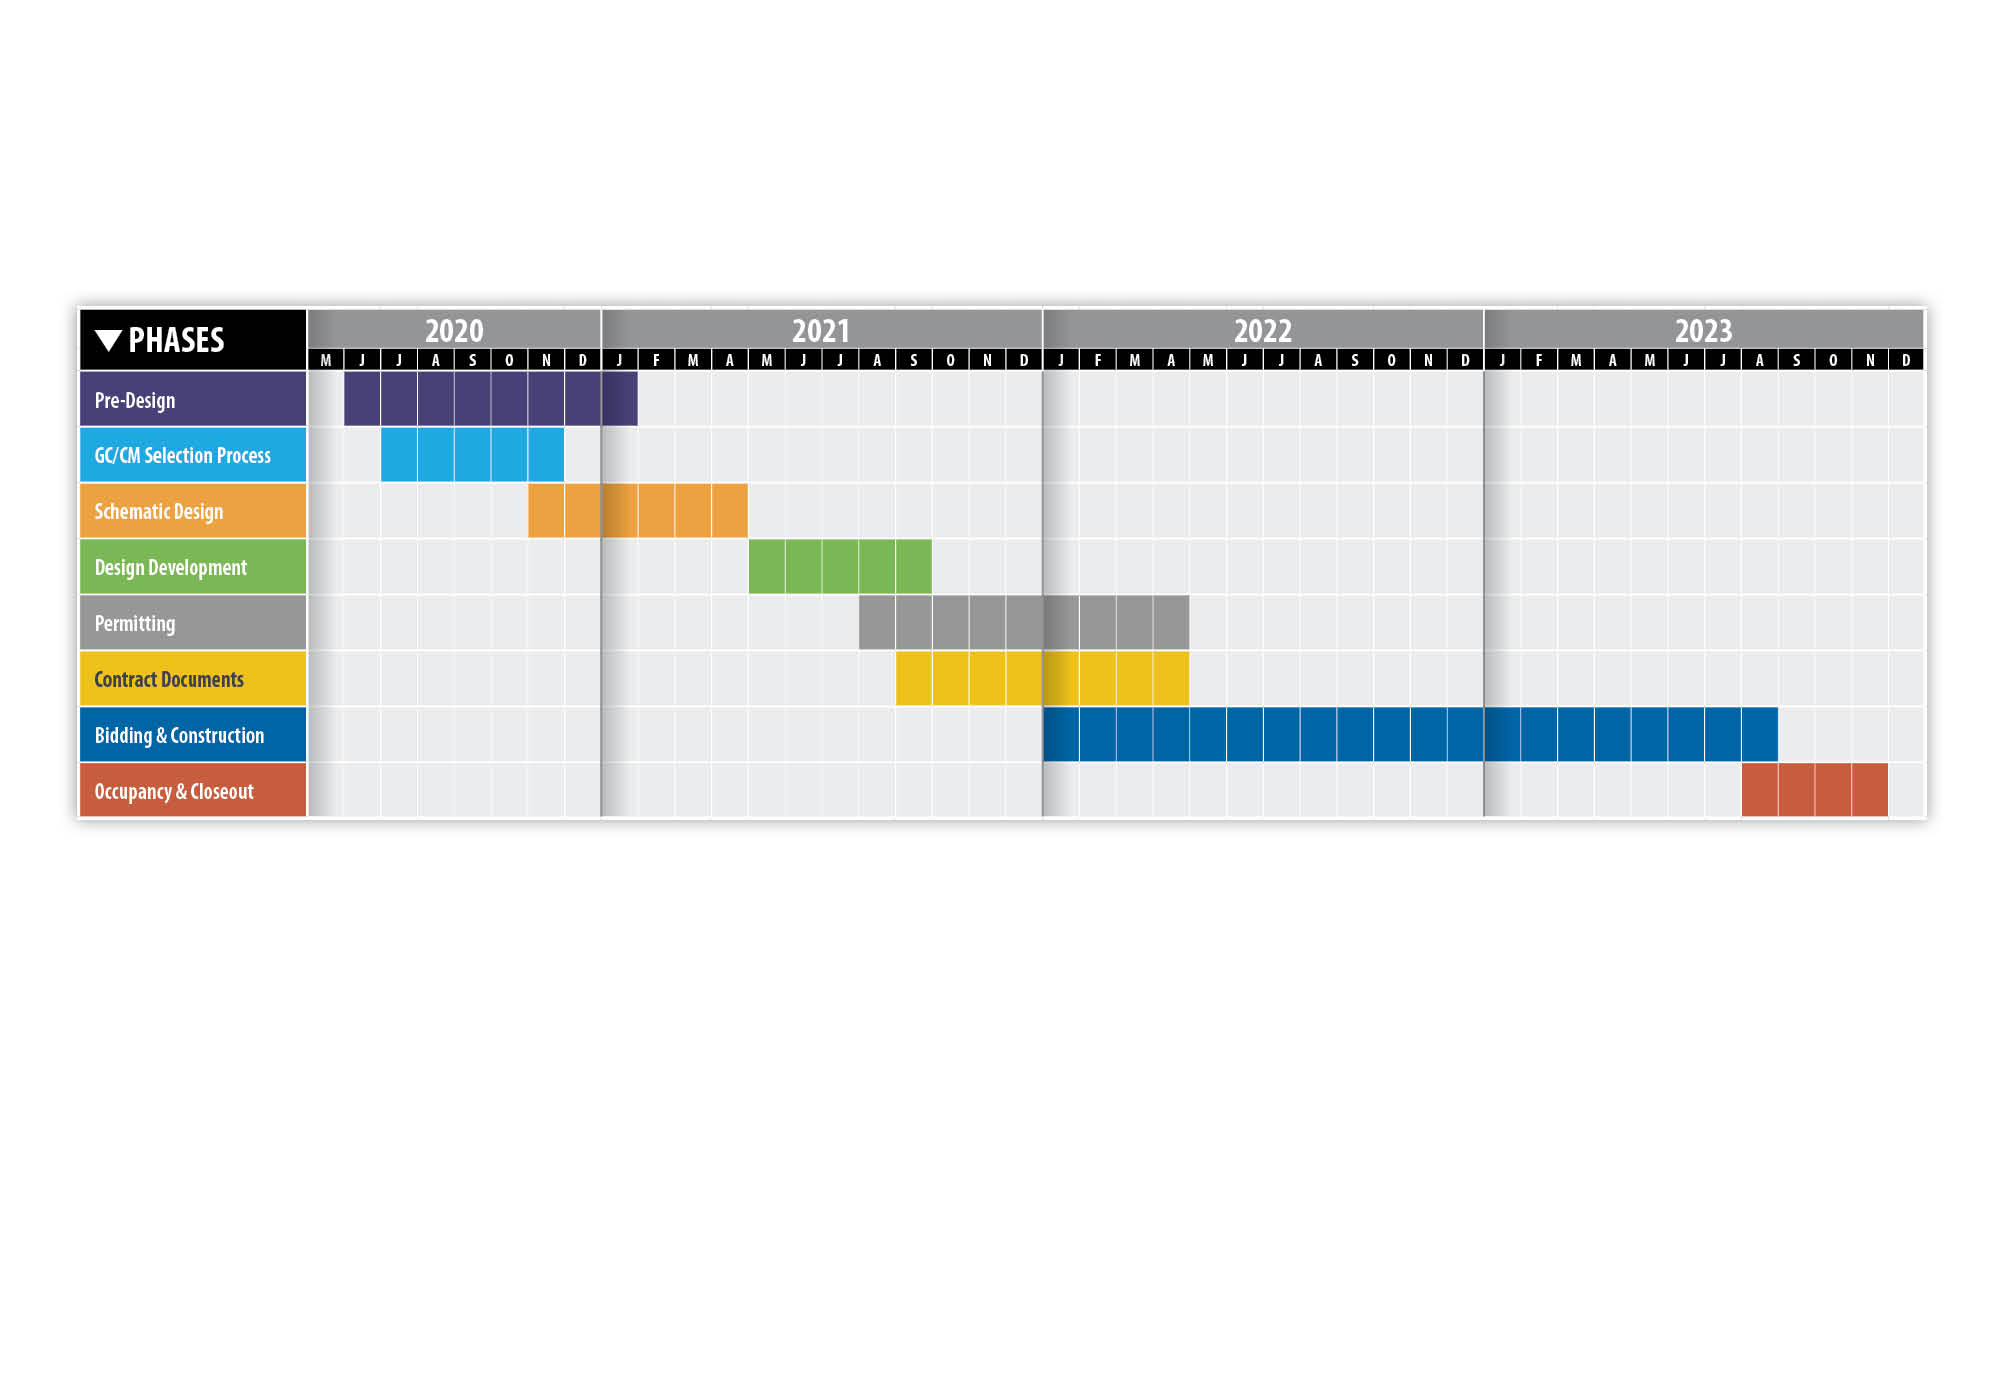 ▼ PHASES
2020 2021 2022 2023
M J J A S O N D J F M A M J J A S O N D J F M A M J J A S O N D J F M A M J J A S O N D
Pre-Design
GC/CM Selection Process
Schematic Design
Design Development
Permitting
Contract Documents
Bidding & Construction
Occupancy & Closeout